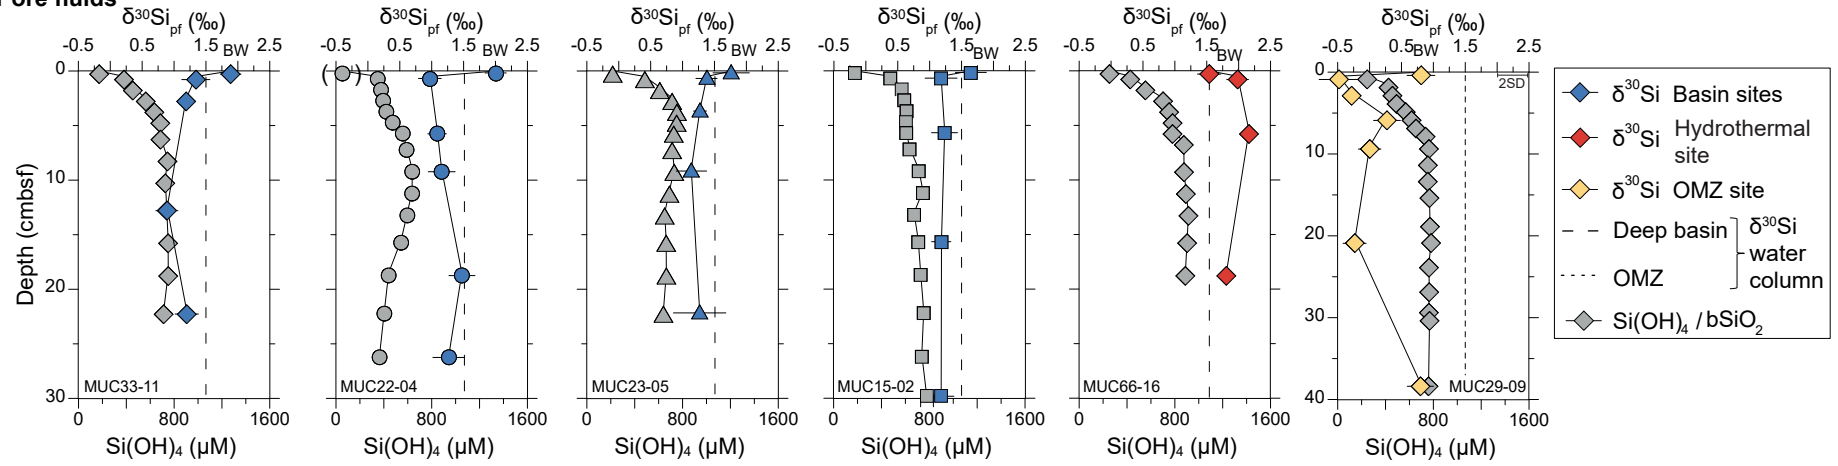 ore fluids
δ³⁰Si_pf (‰) δ³⁰Si_pf (‰) δ³⁰Si_pf (‰) δ³⁰Si_pf (‰) δ³⁰Si_pf (‰) δ³⁰Si_pf (‰)
-0.5 0.5 1.5 2.5 -0.5 0.5 1.5 2.5 -0.5 0.5 1.5 2.5 -0.5 0.5 1.5 2.5 -0.5 0.5 1.5 2.5 -0.5 0.5 1.5 2.5
BW BW BW BW BW BW
0 ( ) 0 2SD
10 10
20 20
30 30
40
Depth (cmbsf)
MUC33-11 MUC22-04 MUC23-05 MUC15-02 MUC66-16 MUC29-09
0 800 1600 0 800 1600 0 800 1600 0 800 1600 0 800 1600 0 800 1600
Si(OH)₄ (µM) Si(OH)₄ (µM) Si(OH)₄ (µM) Si(OH)₄ (µM) Si(OH)₄ (µM) Si(OH)₄ (µM)
δ³⁰Si Basin sites
δ³⁰Si Hydrothermal
site
δ³⁰Si OMZ site
Deep basin
OMZ
δ³⁰Si
water
column
Si(OH)₄ / bSiO₂